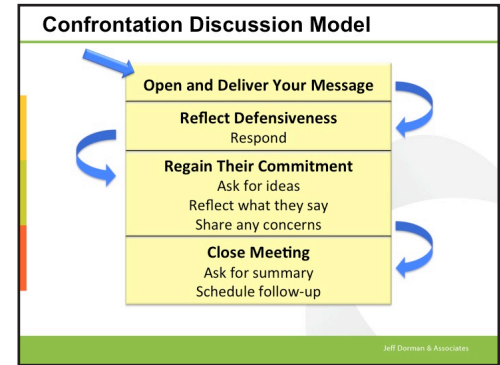 Confrontation Discussion Model
Open and Deliver Your Message
Reflect Defensiveness
Respond
Regain Their Commitment
Ask for ideas
Reflect what they say
Share any concerns
Close Meeting
Ask for summary
Schedule follow-up
Jeff Dorman & Associates